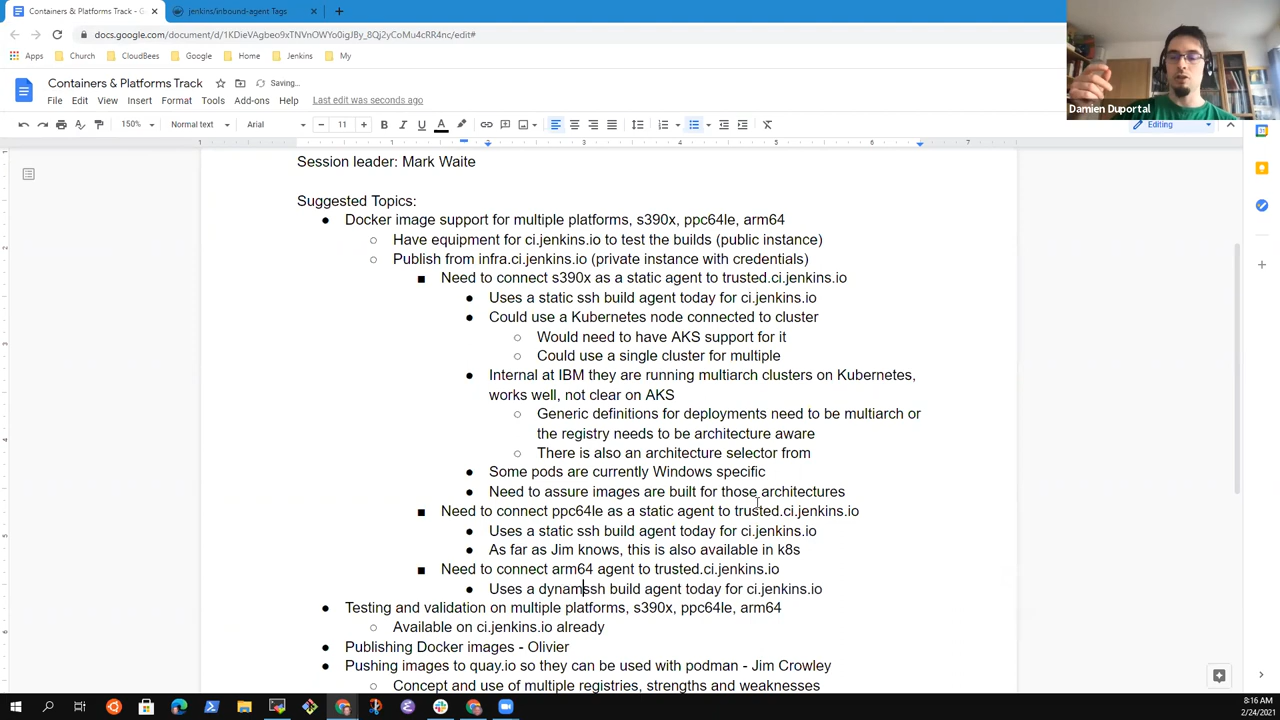 Containers & Platforms Track - G
jenkins/inbound-agent Tags
docs.google.com/document/d/1KDieVAgbeo9xTNVnOWYo0igJ8y_8Qj2yCoMu4cRR4nc/edit#
Apps
Church
CloudBees
Google
Home
Jenkins
My
Damien Duportal
Containers & Platforms Track
Saving...
File Edit View Insert Format Tools Add-ons Help Last edit was seconds ago
150% Normal text Arial 11 Editing
1 1 2 3 4 5 6 7
Session leader: Mark Waite
Suggested Topics:
Docker image support for multiple platforms, s390x, ppc64le, arm64
Have equipment for ci.jenkins.io to test the builds (public instance)
Publish from infra.ci.jenkins.io (private instance with credentials)
Need to connect s390x as a static agent to trusted.ci.jenkins.io
Uses a static ssh build agent today for ci.jenkins.io
Could use a Kubernetes node connected to cluster
Would need to have AKS support for it
Could use a single cluster for multiple
Internal at IBM they are running multiarch clusters on Kubernetes,
works well, not clear on AKS
Generic definitions for deployments need to be multiarch or
the registry needs to be architecture aware
There is also an architecture selector from
Some pods are currently Windows specific
Need to assure images are built for those architectures
Need to connect ppc64le as a static agent to trusted.ci.jenkins.io
Uses a static ssh build agent today for ci.jenkins.io
As far as Jim knows, this is also available in k8s
Need to connect arm64 agent to trusted.ci.jenkins.io
Uses a dynamssh build agent today for ci.jenkins.io
Testing and validation on multiple platforms, s390x, ppc64le, arm64
Available on ci.jenkins.io already
Publishing Docker images - Olivier
Pushing images to quay.io so they can be used with podman - Jim Crowley
Concept and use of multiple registries, strengths and weaknesses
8:16 AM
2/24/2021